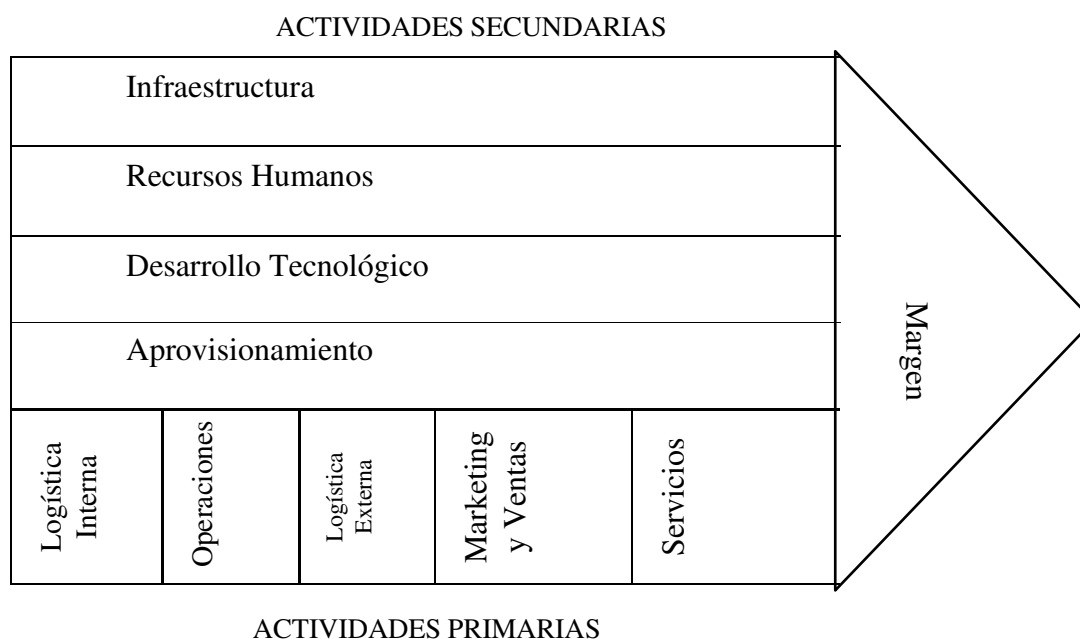 ACTIVIDADES SECUNDARIAS
Infraestructura
Recursos Humanos
Desarrollo Tecnológico
Aprovisionamiento
Margen
Logística
Interna
Operaciones
Logística
Externa
Marketing
y Ventas
Servicios
ACTIVIDADES PRIMARIAS